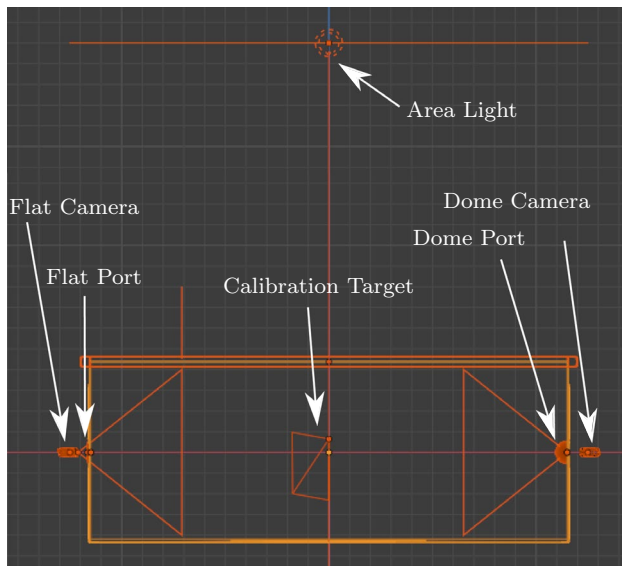 Area Light
Flat Camera
Dome Camera
Dome Port
Flat Port
Calibration Target